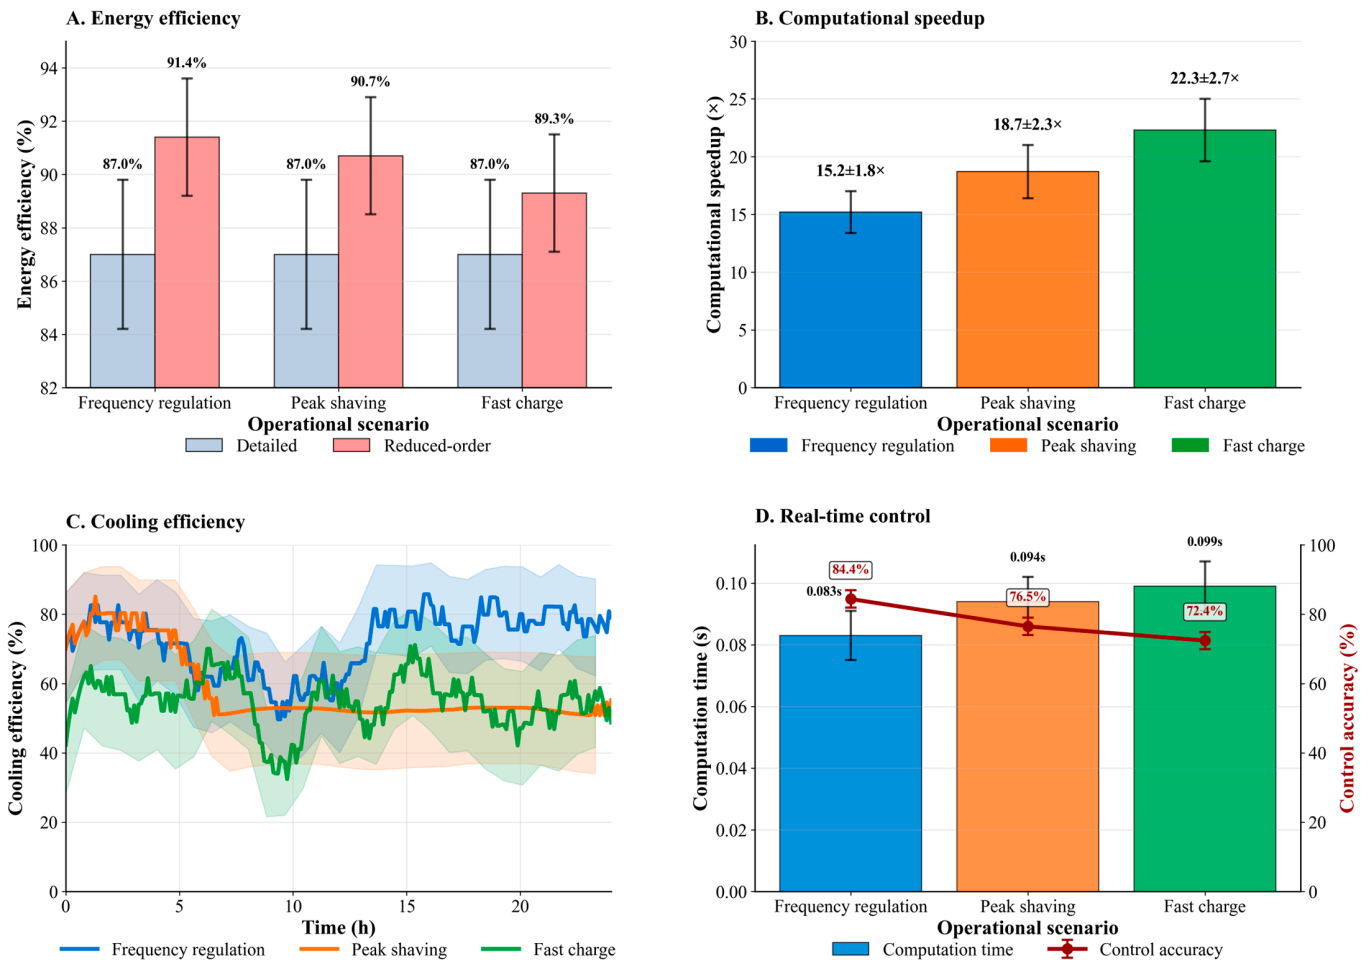 A. Energy efficiency
Energy efficiency (%)
94
92
90
88
86
84
82
87.0%
91.4%
87.0%
90.7%
87.0%
89.3%
Frequency regulation
Peak shaving
Fast charge
Operational scenario
Detailed
Reduced-order
B. Computational speedup
Computational speedup (×)
30
25
20
15
10
5
0
15.2±1.8×
18.7±2.3×
22.3±2.7×
Frequency regulation
Peak shaving
Fast charge
Operational scenario
Frequency regulation
Peak shaving
Fast charge
C. Cooling efficiency
Cooling efficiency (%)
100
80
60
40
20
0
0
5
10
15
20
Time (h)
Frequency regulation
Peak shaving
Fast charge
D. Real-time control
Computation time (s)
0.10
0.08
0.06
0.04
0.02
0.00
0.083s
84.4%
0.094s
76.5%
0.099s
72.4%
100
80
60
40
20
0
Control accuracy (%)
Frequency regulation
Peak shaving
Fast charge
Operational scenario
Computation time
Control accuracy